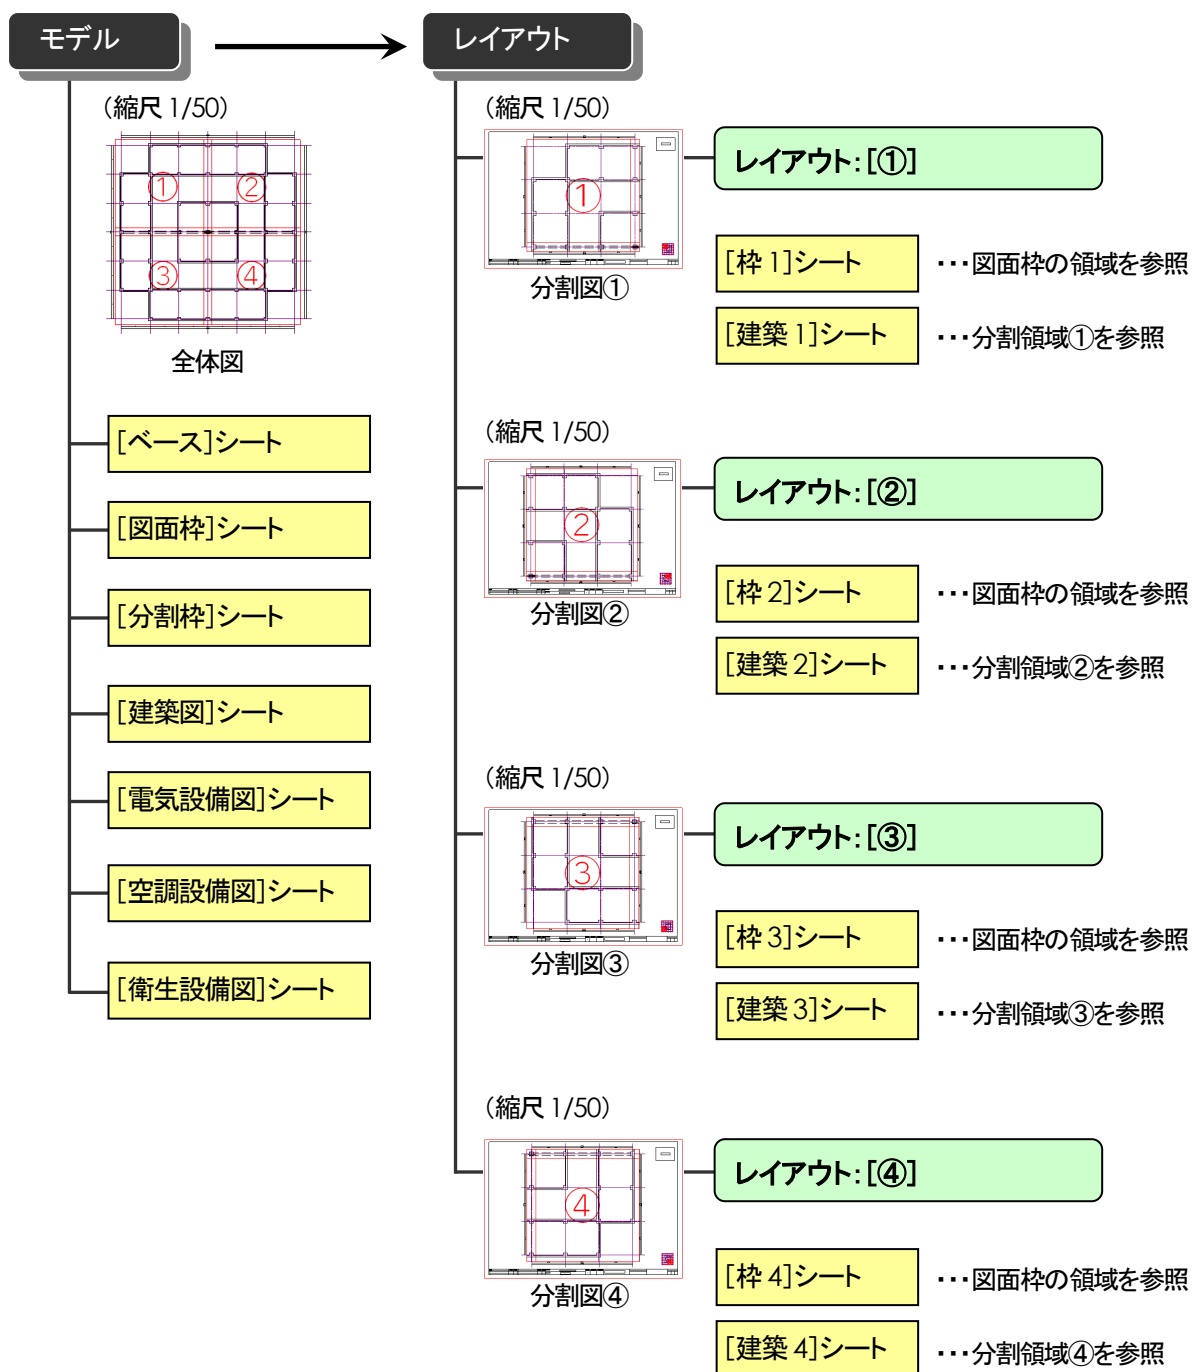 モデル
レイアウト
（縮尺 1/50）
①
②
③
④
全体図
[ベース]シート
[図面枠]シート
[分割枠]シート
[建築図]シート
[電気設備図]シート
[空調設備図]シート
[衛生設備図]シート
（縮尺 1/50）
①
分割図①
レイアウト：[①]
[枠 1]シート
･･･図面枠の領域を参照
[建築 1]シート
･･･分割領域①を参照
（縮尺 1/50）
②
分割図②
レイアウト：[②]
[枠 2]シート
･･･図面枠の領域を参照
[建築 2]シート
･･･分割領域②を参照
（縮尺 1/50）
③
分割図③
レイアウト：[③]
[枠 3]シート
･･･図面枠の領域を参照
[建築 3]シート
･･･分割領域③を参照
（縮尺 1/50）
④
分割図④
レイアウト：[④]
[枠 4]シート
･･･図面枠の領域を参照
[建築 4]シート
･･･分割領域④を参照